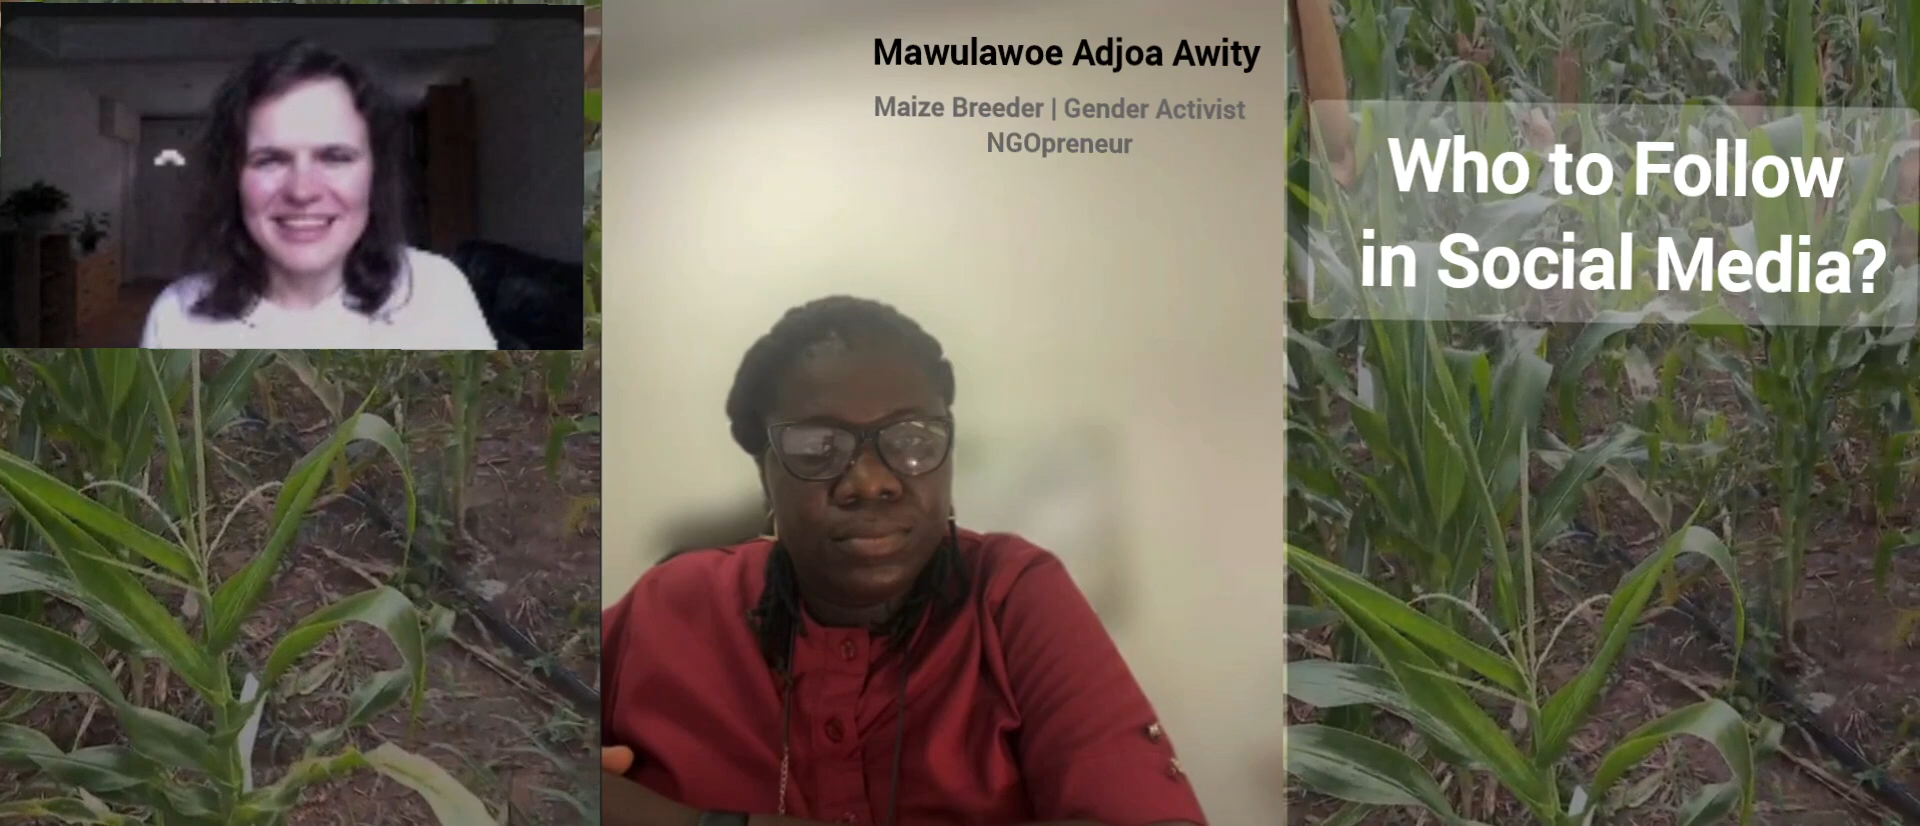 Mawulawoe Adjoa Awity
Maize Breeder | Gender Activist
NGOpreneur
Who to Follow
in Social Media?